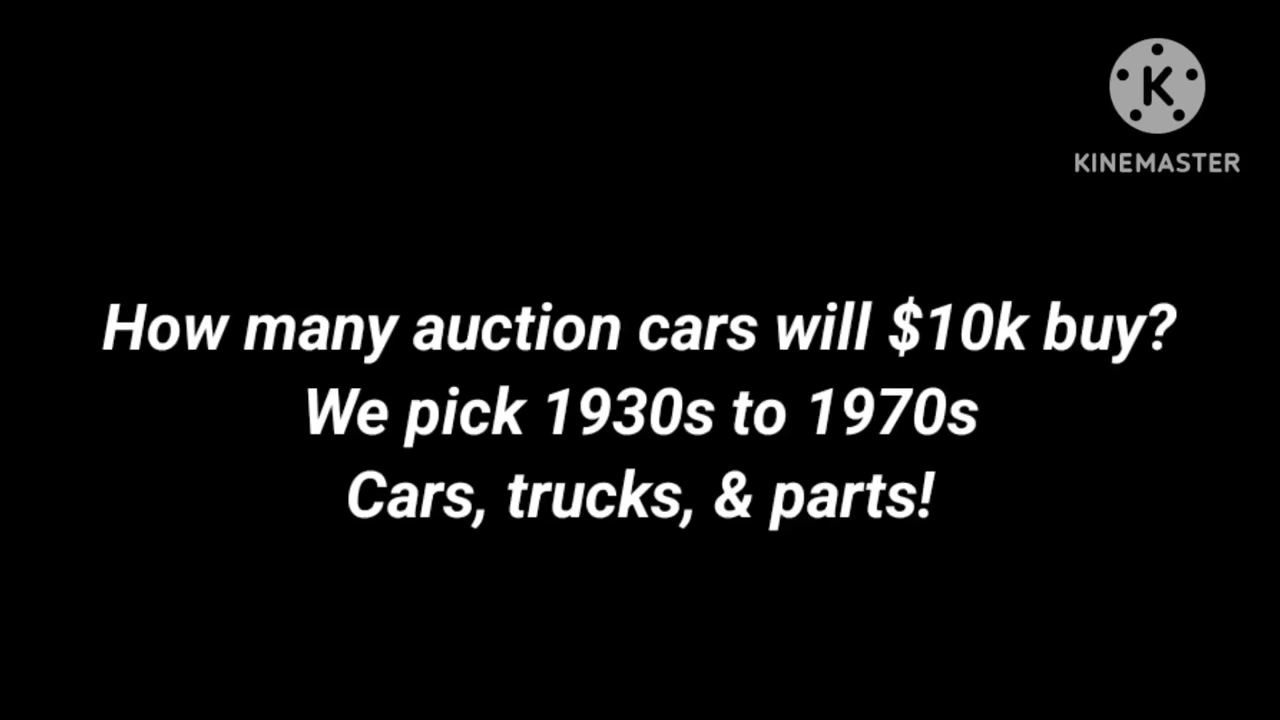 K
KINEMASTER
How many auction cars will $10k buy?
We pick 1930s to 1970s
Cars, trucks, & parts!